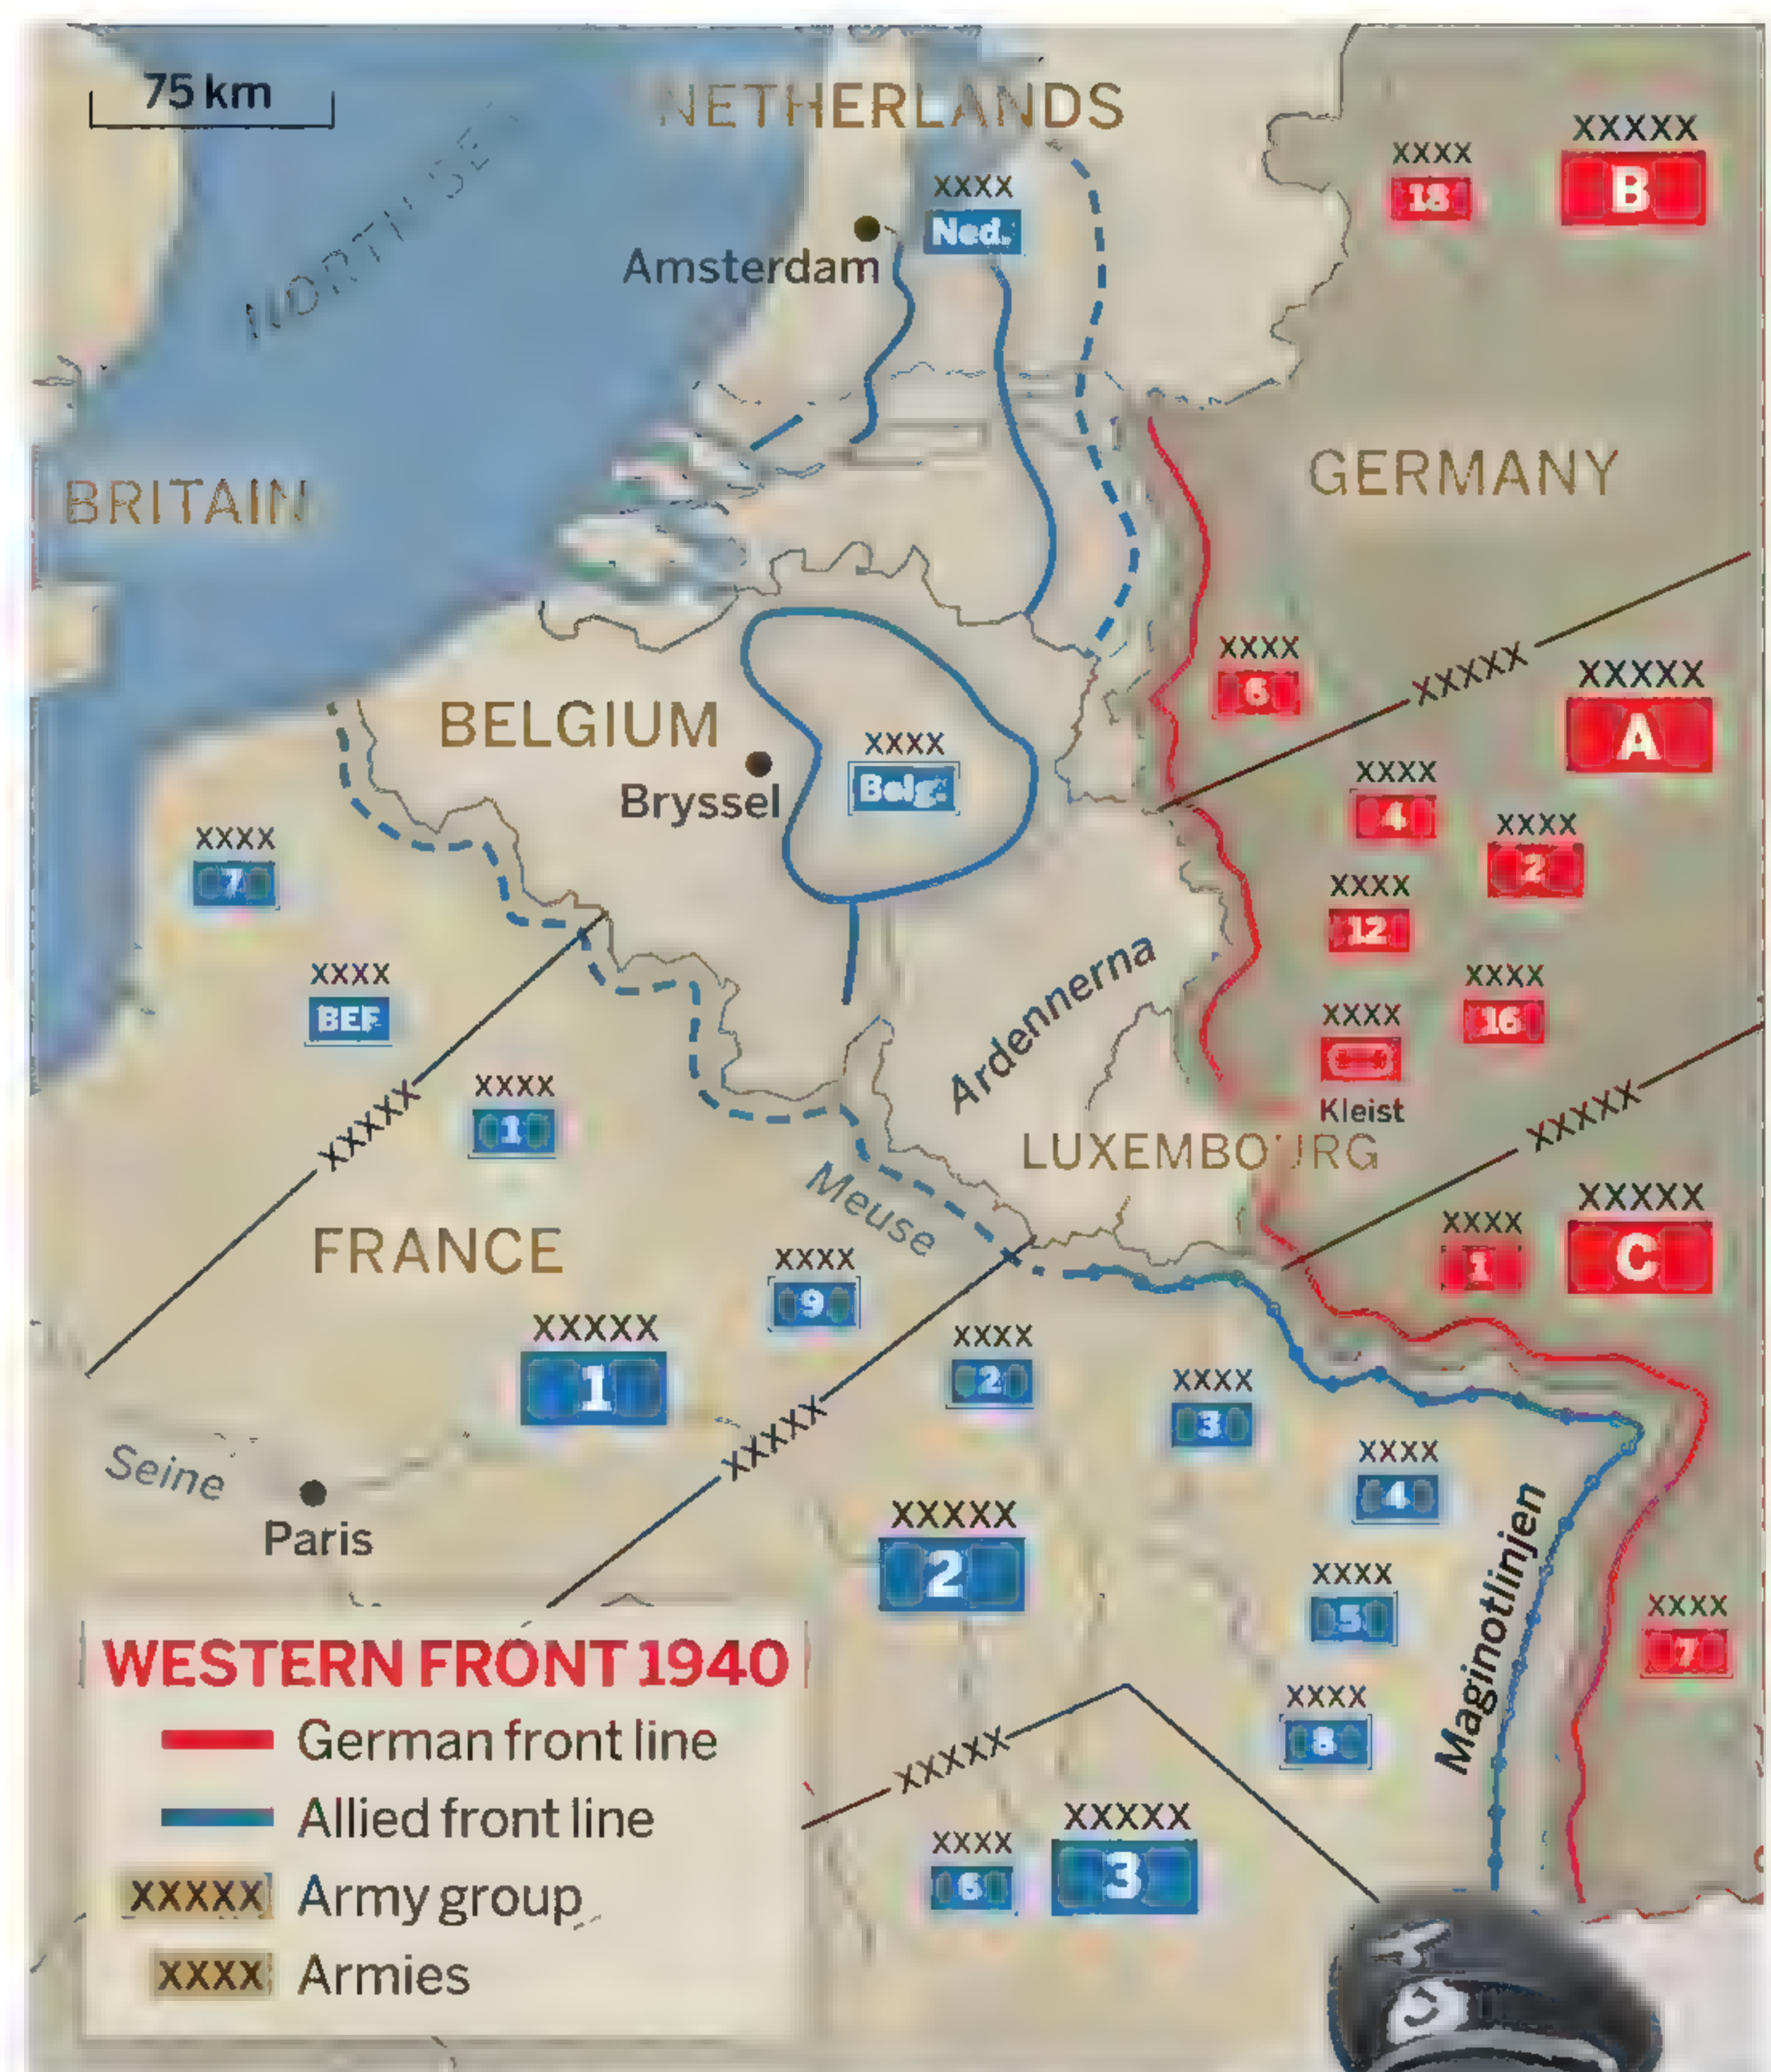 75 km
NETHERLANDS
XXXXX
XXXX
B
18
XXXX
Ned.
Amsterdam
NORTH SE
BRITAIN
GERMANY
XXXX
6
XXXXX
XXXXX
A
BELGIUM
XXXX
Belg.
Bryssel
XXXX
4
XXXX
2
XXXX
7
XXXX
12
XXXX
BEF
Ardennerna
XXXX
16
XXXX
Kleist
XXXXX
XXXX
1
XXXXX
LUXEMBOURG
Meuse
XXXXX
C
XXXX
1
FRANCE
XXXX
9
XXXXX
1
XXXX
2
XXXX
3
XXXXX
Seine
Paris
XXXX
4
XXXXX
2
Maginotlinjen
XXXX
5
XXXX
7
XXXX
8
XXXXX
XXXX
6
XXXXX
3
WESTERN FRONT 1940
German front line
Allied front line
XXXXX Army group
XXXX Armies